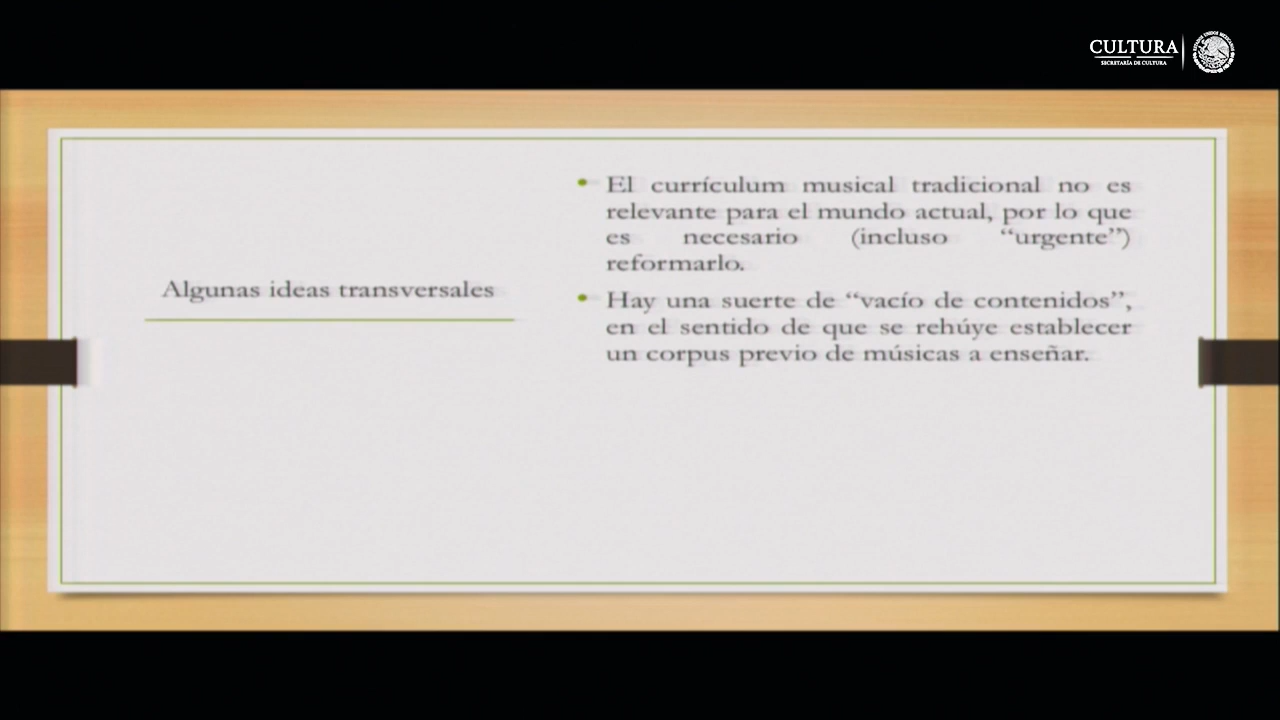 CULTURA
SECRETARÍA DE CULTURA
Algunas ideas transversales
• El currículum musical tradicional no es
relevante para el mundo actual, por lo que
es necesario (incluso “urgente”)
reformarlo.
• Hay una suerte de “vacío de contenidos”,
en el sentido de que se rehúye establecer
un corpus previo de músicas a enseñar.